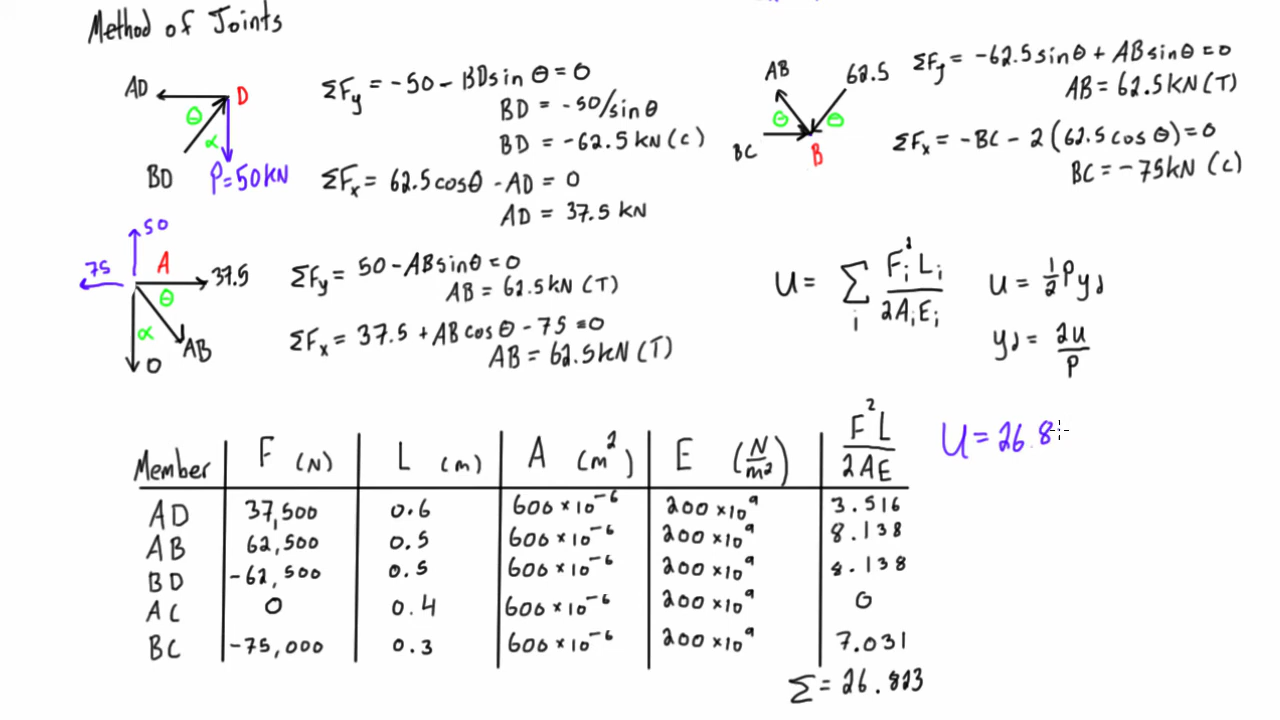 Method of Joints
AD D
θ
α
BD P=50kN
ΣFy = -50 - BDsin θ = 0
BD = -50/sinθ
BD = -62.5 kN (c)
ΣFx = 62.5cosθ - AD = 0
AD = 37.5 kN
AB 62.5
θ θ
BC B
ΣFy = -62.5sinθ + ABsinθ = 0
AB = 62.5kN(T)
ΣFx = -BC - 2(62.5cosθ) = 0
BC = -75kN (c)
50
75 A 37.5
θ
α
AB
0
ΣFy = 50 - ABsinθ = 0
AB = 62.5kN (T)
ΣFx = 37.5 + ABcosθ - 75 = 0
AB = 62.5kN (T)
U = Σi Fi²Li / 2AiEi
U = 1/2 Pyd
yd = 2U / P
Member F (N) L (m) A (m²) E (N/m²) F²L/2AE
AD 37,500 0.6 600×10⁻⁶ 200×10⁹ 3.516
AB 62,500 0.5 600×10⁻⁶ 200×10⁹ 8.138
BD -62,500 0.5 600×10⁻⁶ 200×10⁹ 8.138
AC 0 0.4 600×10⁻⁶ 200×10⁹ 0
BC -75,000 0.3 600×10⁻⁶ 200×10⁹ 7.031
Σ = 26.823
U = 26.8